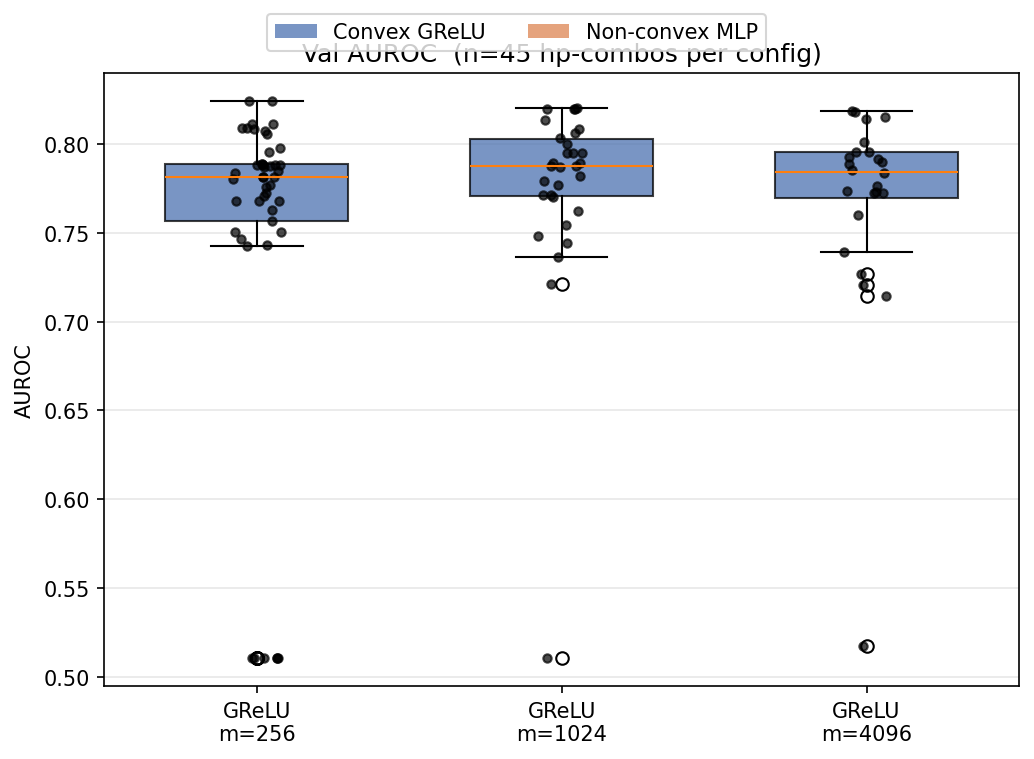 Convex GReLU Non-convex MLP
Val AUROC (n=45 hp-combos per config)
AUROC
0.80
0.75
0.70
0.65
0.60
0.55
0.50
GReLU
m=256
GReLU
m=1024
GReLU
m=4096